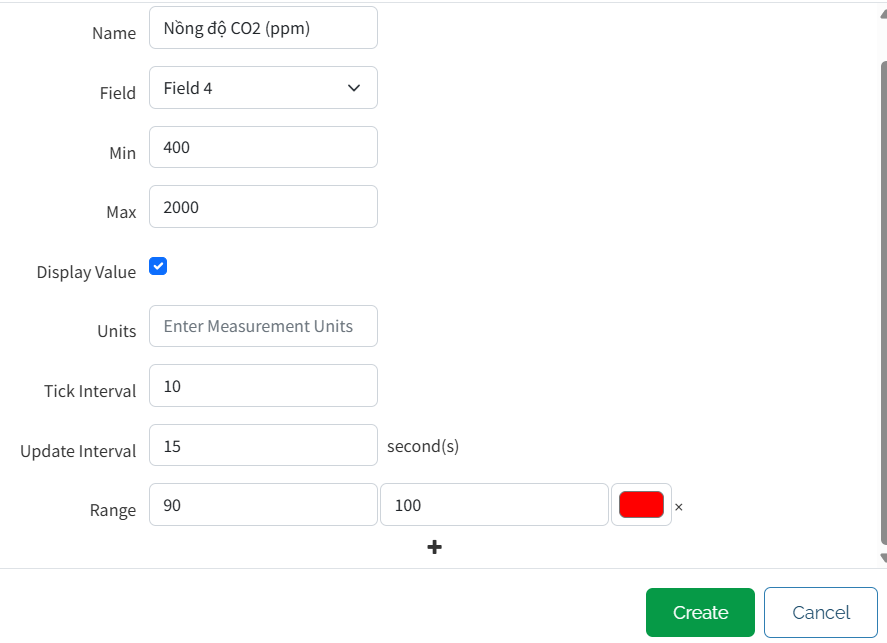 Name Nồng độ CO2 (ppm)
Field Field 4
Min 400
Max 2000
Display Value
Units Enter Measurement Units
Tick Interval 10
Update Interval 15 second(s)
Range 90 100 ×
Create Cancel